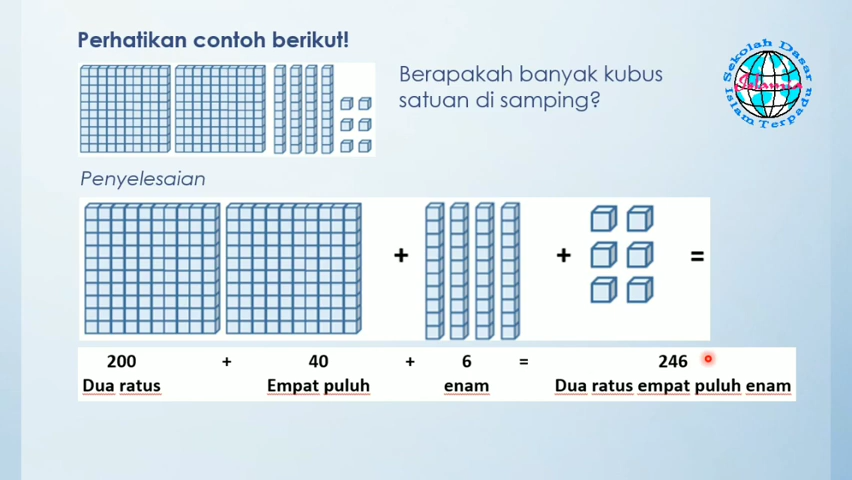 Perhatikan contoh berikut!
Berapakah banyak kubus
satuan di samping?
Sekolah Dasar
Islamia
Islam Terpadu
Penyelesaian
+ + =
200 + 40 + 6 = 246
Dua ratus Empat puluh enam Dua ratus empat puluh enam